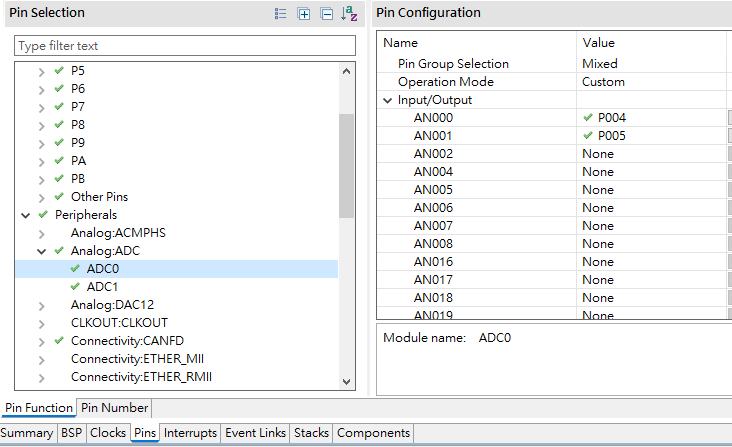 Pin Selection
Type filter text
P5
P6
P7
P8
P9
PA
PB
Other Pins
Peripherals
Analog:ACMPHS
Analog:ADC
ADC0
ADC1
Analog:DAC12
CLKOUT:CLKOUT
Connectivity:CANFD
Connectivity:ETHER_MII
Connectivity:ETHER_RMII
Pin Configuration
Name Value
Pin Group Selection Mixed
Operation Mode Custom
Input/Output
AN000 P004
AN001 P005
AN002 None
AN004 None
AN005 None
AN006 None
AN007 None
AN008 None
AN016 None
AN017 None
AN018 None
AN019 None
Module name: ADC0
Pin Function Pin Number
Summary BSP Clocks Pins Interrupts Event Links Stacks Components